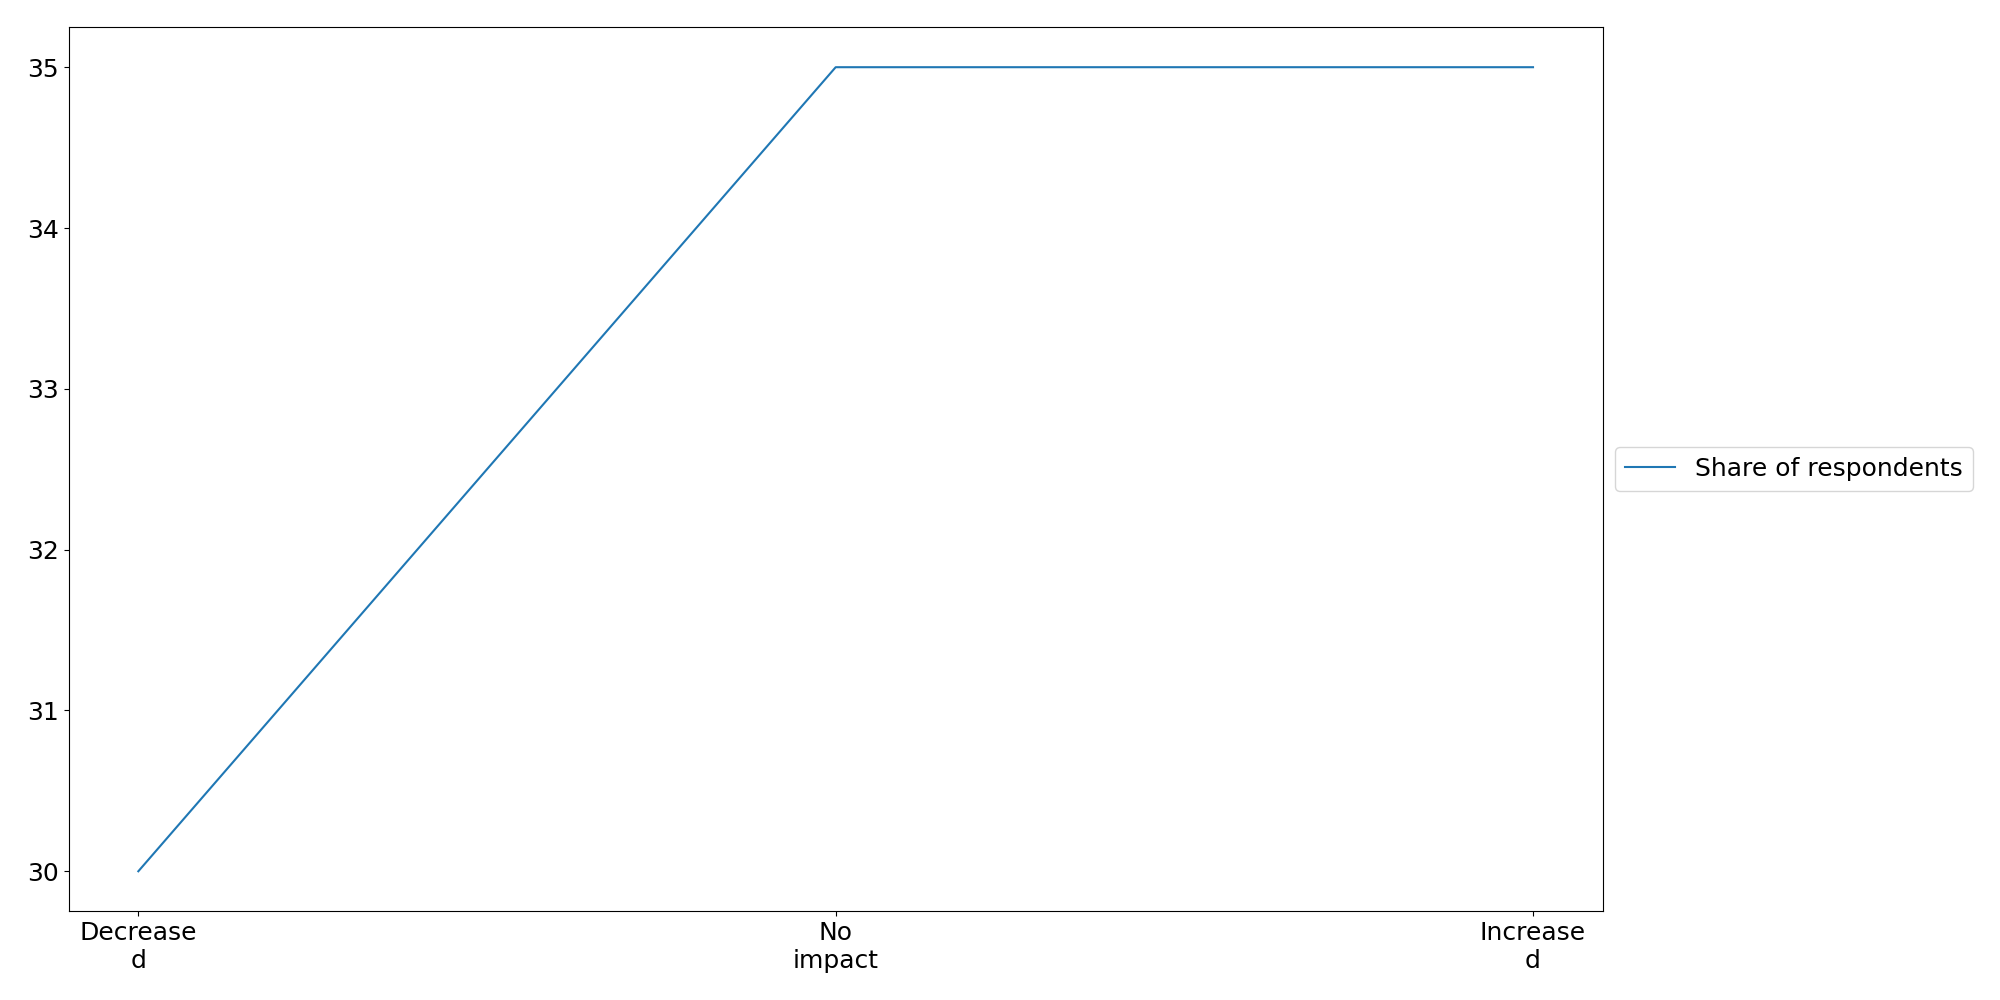 35
34
33
32
31
30
Decrease
d
No
impact
Increase
d
Share of respondents